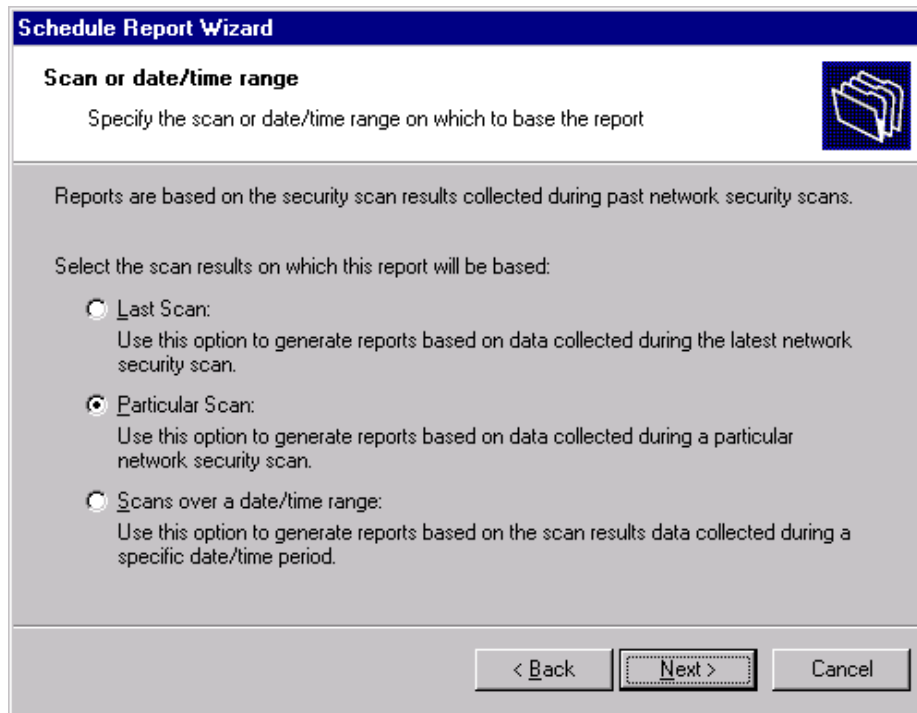 Schedule Report Wizard
Scan or date/time range
Specify the scan or date/time range on which to base the report
Reports are based on the security scan results collected during past network security scans.
Select the scan results on which this report will be based:
Last Scan:
Use this option to generate reports based on data collected during the latest network
security scan.
Particular Scan:
Use this option to generate reports based on data collected during a particular
network security scan.
Scans over a date/time range:
Use this option to generate reports based on the scan results data collected during a
specific date/time period.
< Back Next > Cancel